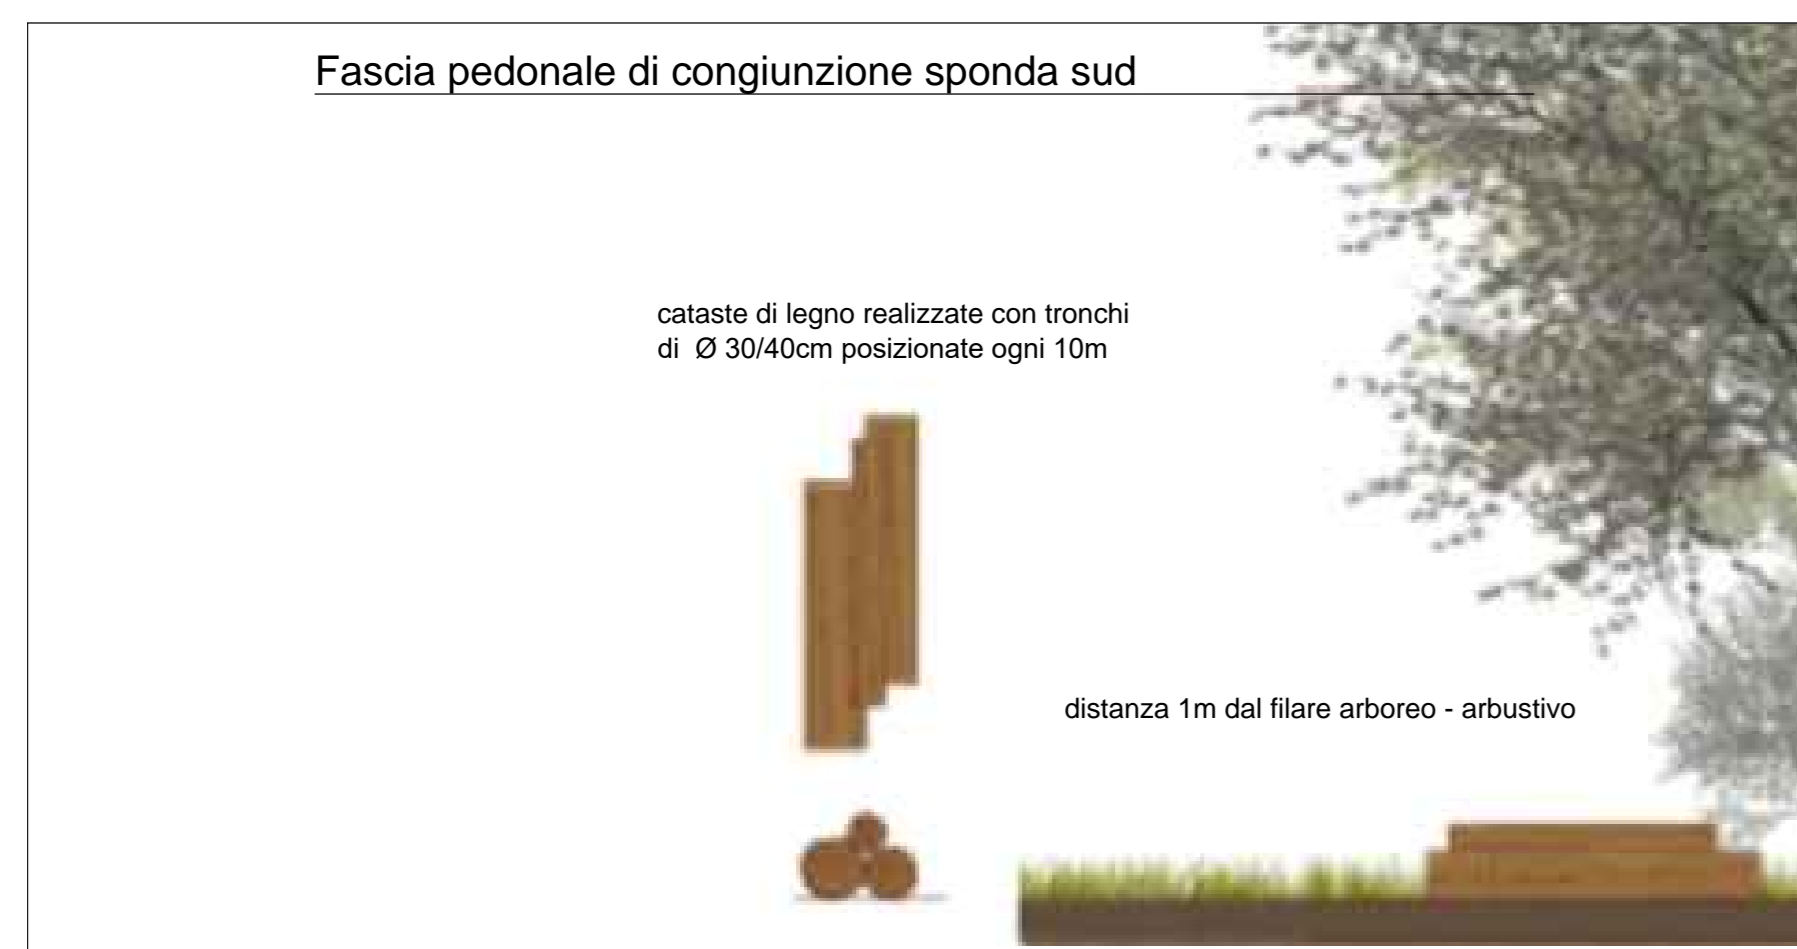 Fascia pedonale di congiunzione sponda sud
cataste di legno realizzate con tronchi
di Ø 30/40cm posizionate ogni 10m
distanza 1m dal filare arboreo - arbustivo